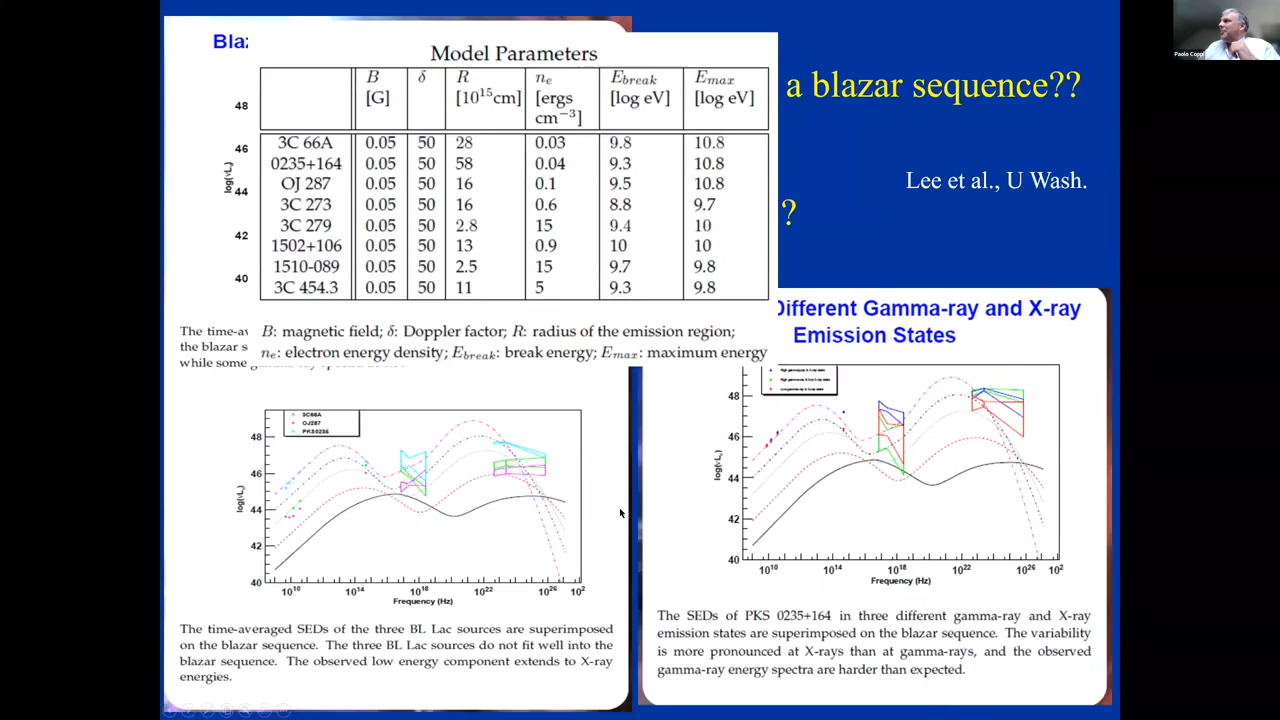 Blaz
a blazar sequence??
Lee et al., U Wash.
?
Model Parameters
B δ R nₑ E_break E_max
[G] [10¹⁵cm] [ergs cm⁻³] [log eV] [log eV]
3C 66A 0.05 50 28 0.03 9.8 10.8
0235+164 0.05 50 58 0.04 9.3 10.8
OJ 287 0.05 50 16 0.1 9.5 10.8
3C 273 0.05 50 16 0.6 8.8 9.7
3C 279 0.05 50 2.8 15 9.4 10
1502+106 0.05 50 13 0.9 10 10
1510-089 0.05 50 2.5 15 9.7 9.8
3C 454.3 0.05 50 11 5 9.3 9.8
B: magnetic field; δ: Doppler factor; R: radius of the emission region;
nₑ: electron energy density; E_break: break energy; E_max: maximum energy
48
46
44
42
40
log(νLᵥ)
The time-av
the blazar s
while some
3C66A
OJ287
PKS0235
48
46
44
42
40
log(νLᵥ)
10¹⁰ 10¹⁴ 10¹⁸ 10²² 10²⁶ 10²
Frequency (Hz)
The time-averaged SEDs of the three BL Lac sources are superimposed
on the blazar sequence. The three BL Lac sources do not fit well into the
blazar sequence. The observed low energy component extends to X-ray
energies.
Different Gamma-ray and X-ray
Emission States
48
46
44
42
40
log(νLᵥ)
10¹⁰ 10¹⁴ 10¹⁸ 10²² 10²⁶ 10²
Frequency (Hz)
The SEDs of PKS 0235+164 in three different gamma-ray and X-ray
emission states are superimposed on the blazar sequence. The variability
is more pronounced at X-rays than at gamma-rays, and the observed
gamma-ray energy spectra are harder than expected.
Paolo Coppi